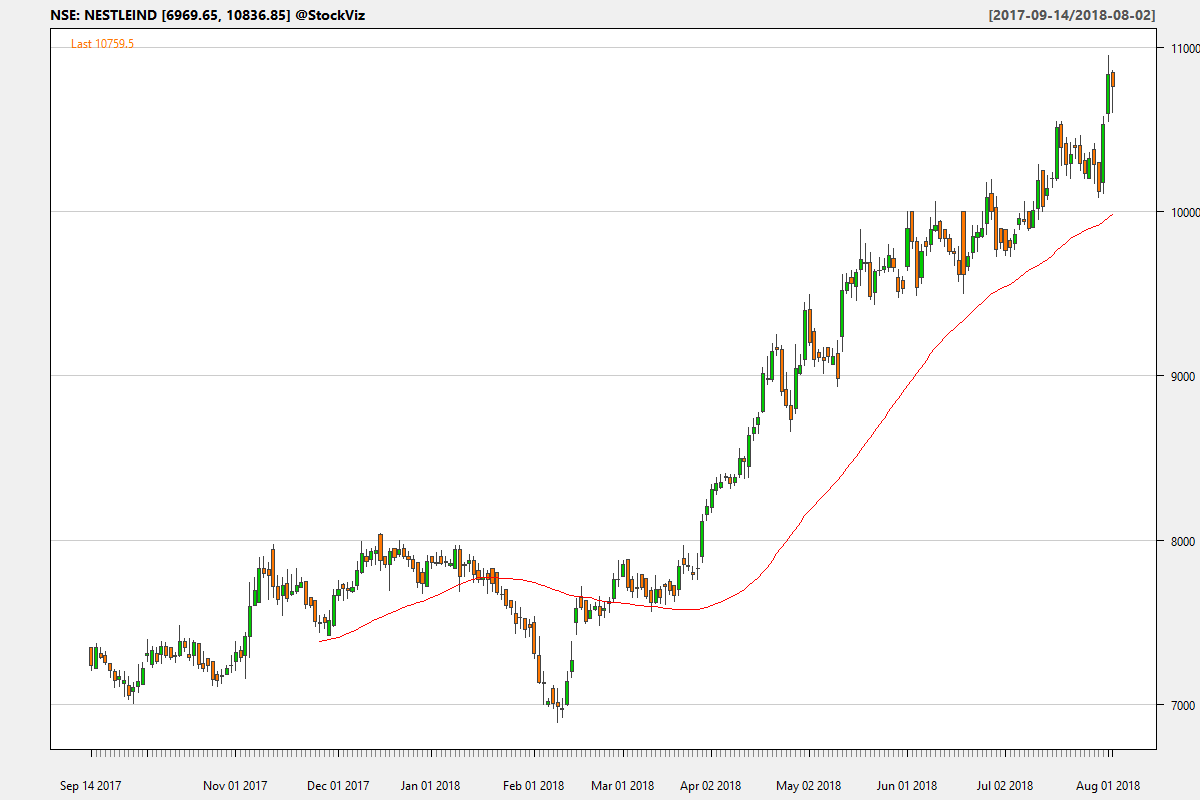 NSE: NESTLEIND [6969.65, 10836.85] @StockViz [2017-09-14/2018-08-02]
Last 10759.5
11000
10000
9000
8000
7000
Sep 14 2017 Nov 01 2017 Dec 01 2017 Jan 01 2018 Feb 01 2018 Mar 01 2018 Apr 02 2018 May 02 2018 Jun 01 2018 Jul 02 2018 Aug 01 2018